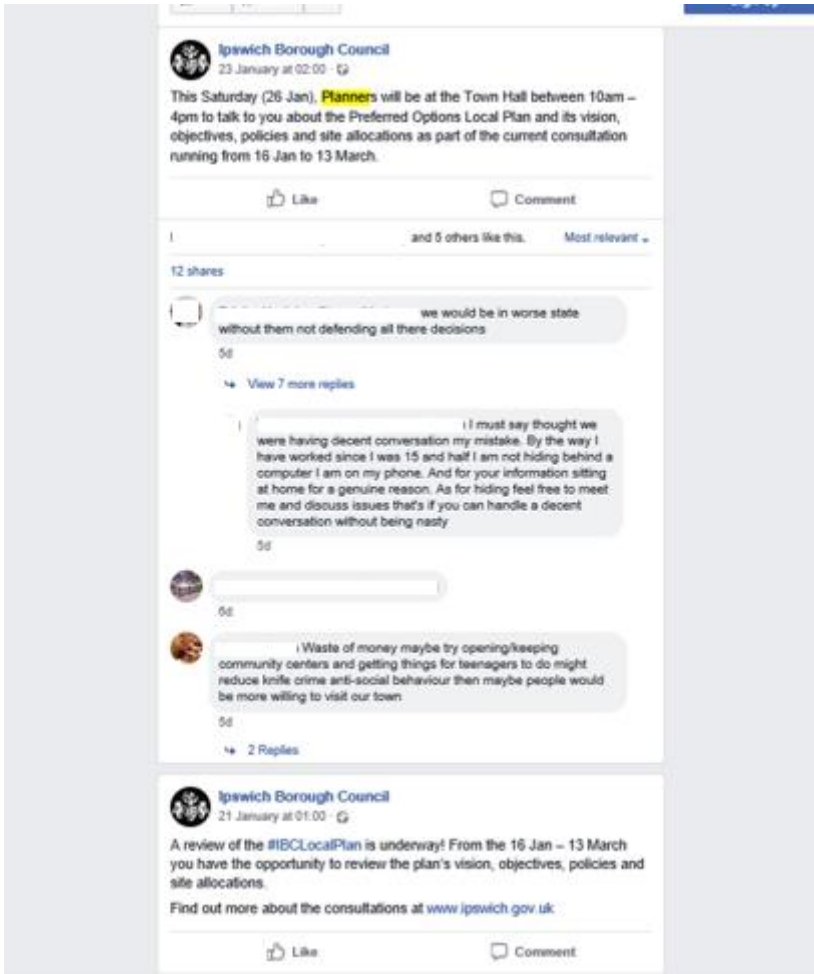 Ipswich Borough Council
23 January at 02:00 ·
This Saturday (26 Jan), Planners will be at the Town Hall between 10am –
4pm to talk to you about the Preferred Options Local Plan and its vision,
objectives, policies and site allocations as part of the current consultation
running from 16 Jan to 13 March.
Like Comment
and 5 others like this. Most relevant
12 shares
we would be in worse state
without them not defending all there decisions
5d
View 7 more replies
I must say thought we
were having decent conversation my mistake. By the way I
have worked since I was 15 and half I am not hiding behind a
computer I am on my phone. And for your information sitting
at home for a genuine reason. As for hiding feel free to meet
me and discuss issues that's if you can handle a decent
conversation without being nasty
5d
6d
Waste of money maybe try opening/keeping
community centers and getting things for teenagers to do might
reduce knife crime anti-social behaviour then maybe people would
be more willing to visit our town
5d
2 Replies
Ipswich Borough Council
21 January at 01:00 ·
A review of the #IBCLocalPlan is underway! From the 16 Jan – 13 March
you have the opportunity to review the plan's vision, objectives, policies and
site allocations.
Find out more about the consultations at www.ipswich.gov.uk
Like Comment